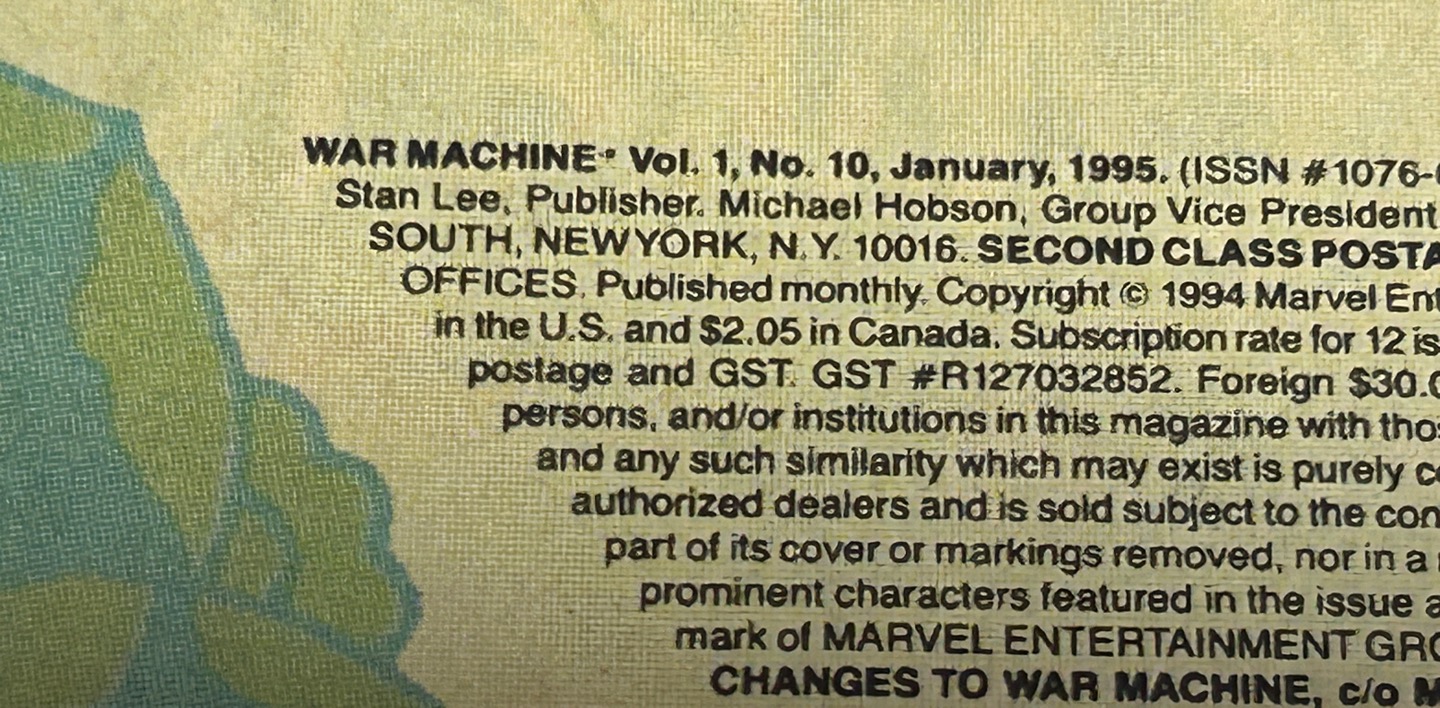 WAR MACHINE • Vol. 1, No. 10, January, 1995. (ISSN #1076-
Stan Lee, Publisher. Michael Hobson, Group Vice President
SOUTH, NEW YORK, N.Y. 10016. SECOND CLASS POSTA
OFFICES. Published monthly. Copyright © 1994 Marvel Ent
in the U.S. and $2.05 in Canada. Subscription rate for 12 is
postage and GST. GST #R127032852. Foreign $30.
persons, and/or institutions in this magazine with thos
and any such similarity which may exist is purely c
authorized dealers and is sold subject to the con
part of its cover or markings removed, nor in a
prominent characters featured in the issue a
mark of MARVEL ENTERTAINMENT GRO
CHANGES TO WAR MACHINE, c/o M